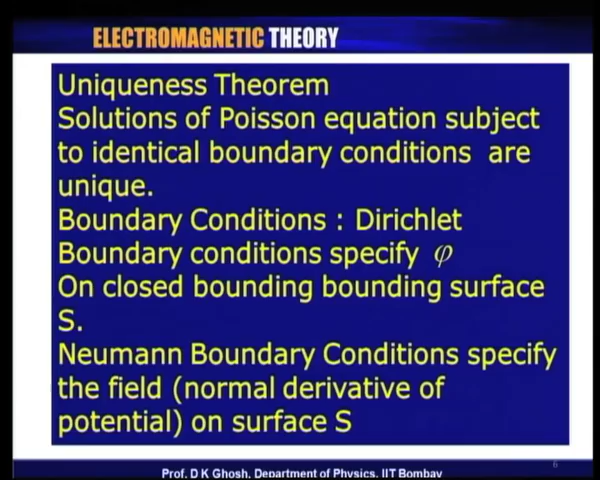 ELECTROMAGNETIC THEORY
Uniqueness Theorem
Solutions of Poisson equation subject
to identical boundary conditions are
unique.
Boundary Conditions : Dirichlet
Boundary conditions specify φ
On closed bounding bounding surface
S.
Neumann Boundary Conditions specify
the field (normal derivative of
potential) on surface S
6
Prof. D K Ghosh, Department of Physics, IIT Bombay